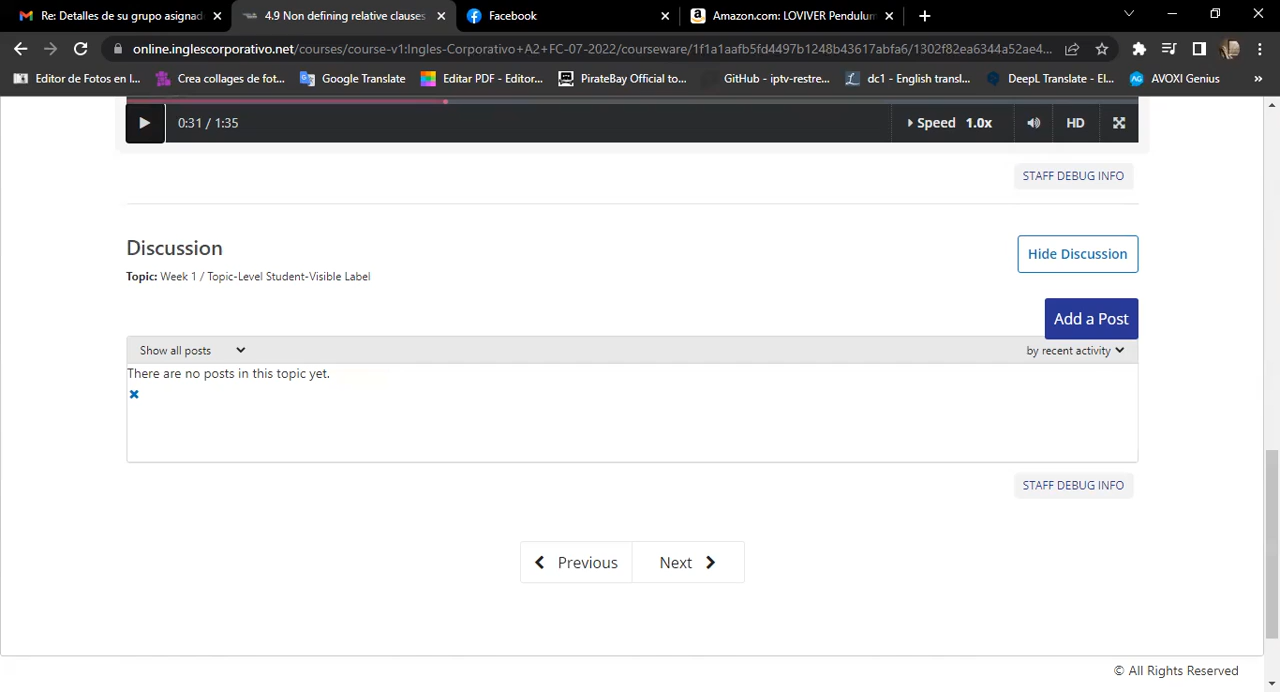 Re: Detalles de su grupo asignad
4.9 Non defining relative clauses
Facebook
Amazon.com: LOVIVER Pendulum
online.inglescorporativo.net/courses/course-v1:Ingles-Corporativo+A2+FC-07-2022/courseware/1f1a1aafb5fd4497b1248b43617abfa6/1302f82ea6344a52ae4...
Editor de Fotos en l...
Crea collages de fot...
Google Translate
Editar PDF - Editor...
PirateBay Official to...
GitHub - iptv-restre...
dc1 - English transl...
DeepL Translate - El...
AVOXI Genius
»
0:31 / 1:35
Speed 1.0x
HD
STAFF DEBUG INFO
Discussion
Hide Discussion
Topic: Week 1 / Topic-Level Student-Visible Label
Add a Post
Show all posts
by recent activity
There are no posts in this topic yet.
STAFF DEBUG INFO
Previous
Next
© All Rights Reserved